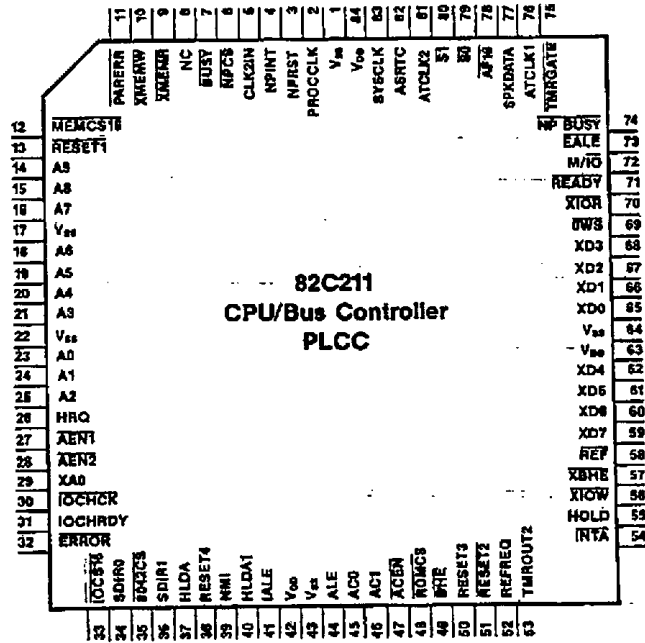 11 10 9 8 7 6 5 4 3 2 1 84 83 82 81 80 79 78 77 76 75
PARERR
XMEMW
XMEMR
NC
BUSY
NPCS
CLK2IN
NPINT
NPRST
PROCCLK
Vss
VDD
SYSCLK
ASRTC
ATCLK2
S1
S0
AF16
SPKDATA
ATCLK1
TMRGATE
12 MEMCS16
13 RESET1
14 A9
15 A8
16 A7
17 Vss
18 A6
19 A5
20 A4
21 A3
22 Vss
23 A0
24 A1
25 A2
26 HRQ
27 AEN1
28 AEN2
29 XA0
30 IOCHCK
31 IOCHRDY
32 ERROR
82C211
CPU/Bus Controller
PLCC
BUSY 74
EALE 73
M/IO 72
READY 71
XIOR 70
0WS 69
XD3 68
XD2 67
XD1 66
XD0 65
Vss 64
VDD 63
XD4 62
XD5 61
XD6 60
XD7 59
REF 58
XBHE 57
XIOW 56
HOLD 55
INTA 54
IOCS16
SDIR0
8042CS
SDIR1
HLDA
RESET4
NMI
HLDA1
IALE
VDD
Vss
ALE
AC0
AC1
ACEN
ROMCS
BHE
RESET3
RESET2
REFREQ
TMROUT2
33 34 35 36 37 38 39 40 41 42 43 44 45 46 47 48 49 50 51 52 53